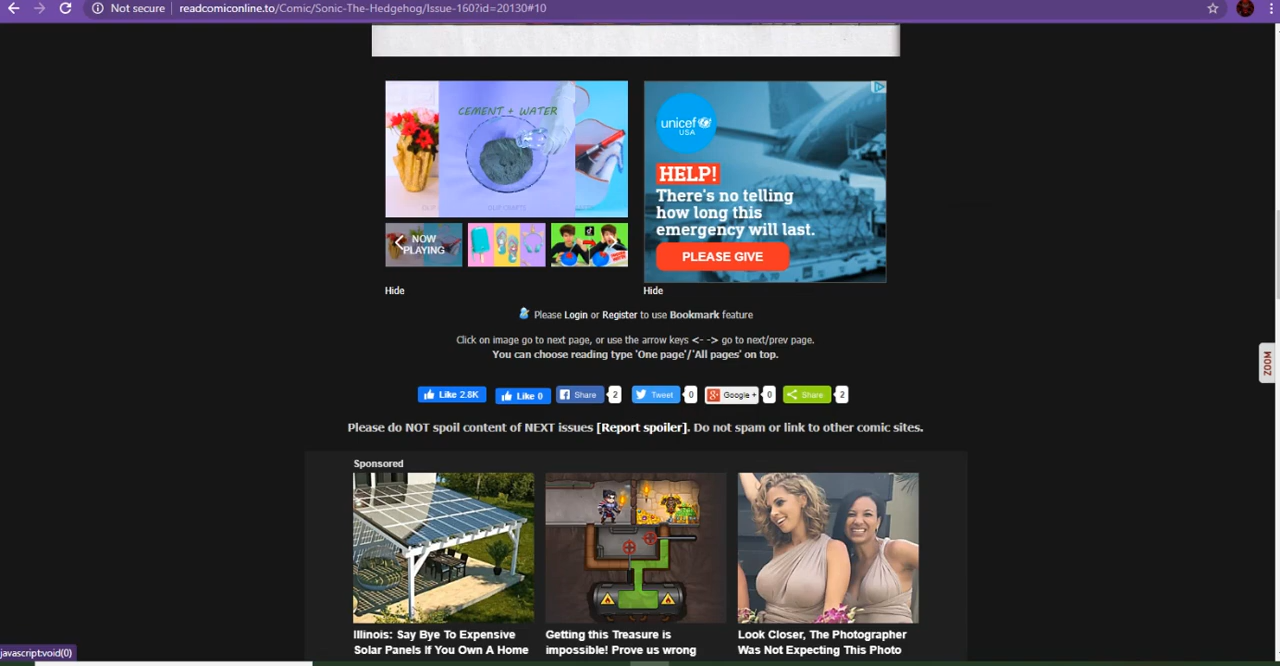 Not secure | readcomiconline.to/Comic/Sonic-The-Hedgehog/Issue-160?id=20130#10
CEMENT + WATER
NOW
PLAYING
Hide
unicef
USA
HELP!
There's no telling
how long this
emergency will last.
PLEASE GIVE
Hide
Please Login or Register to use Bookmark feature
Click on image go to next page, or use the arrow keys <- -> go to next/prev page.
You can choose reading type 'One page'/'All pages' on top.
Like 2.8K Like 0 Share 2 Tweet 0 Google + 0 Share 2
Please do NOT spoil content of NEXT issues [Report spoiler]. Do not spam or link to other comic sites.
ZOOM
Sponsored
Illinois: Say Bye To Expensive
Solar Panels If You Own A Home
Getting this Treasure is
impossible! Prove us wrong
Look Closer, The Photographer
Was Not Expecting This Photo
javascript:void(0)